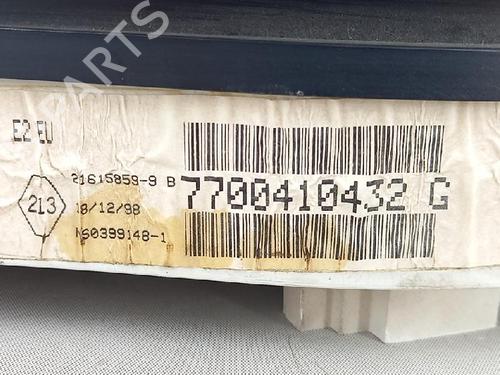 PARTS
E2 EU
21615859-9 B
7700410432 G
213
18/12/98
N60399148-1